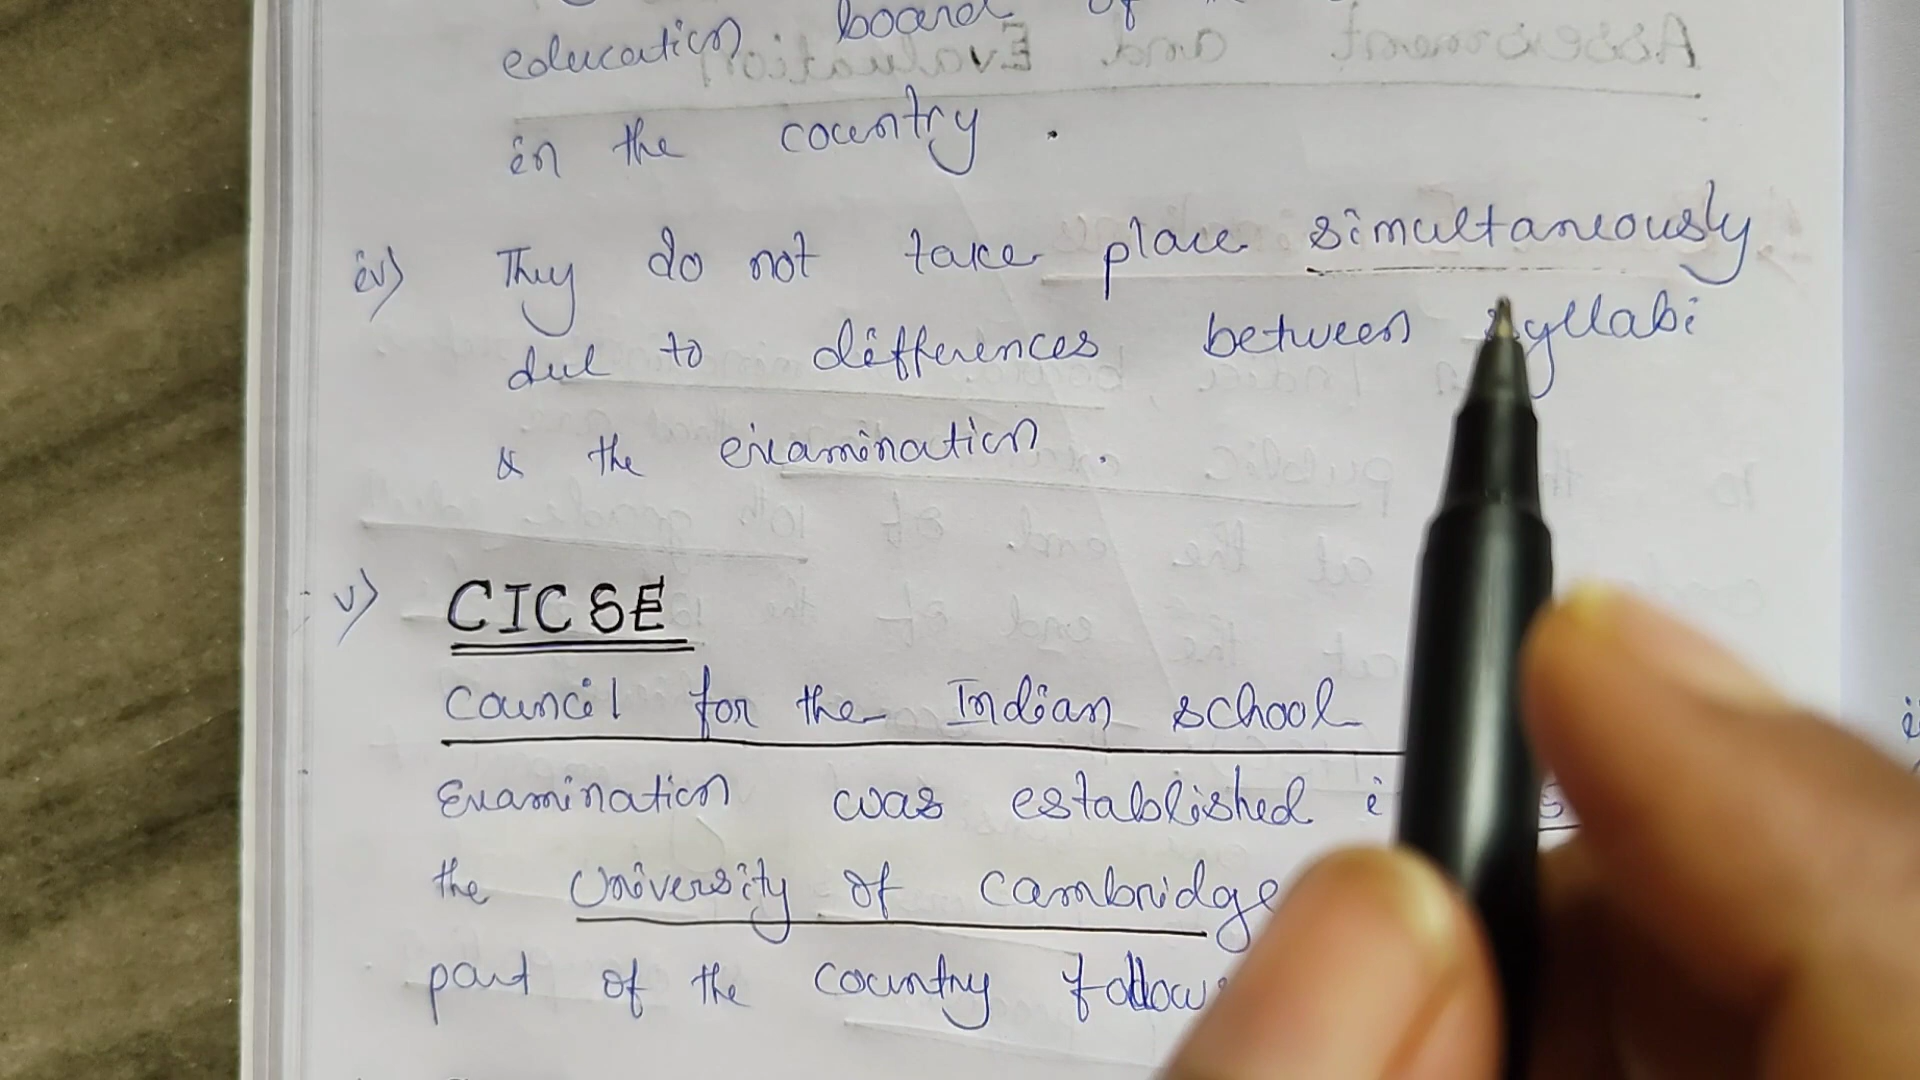 education board of
in the country .
iv) They do not take place simultaneously
due to differences between syllabi
& the examination .
v) CICSE
Council for the Indian school
Examination was established
the University of Cambridge
part of the country follow